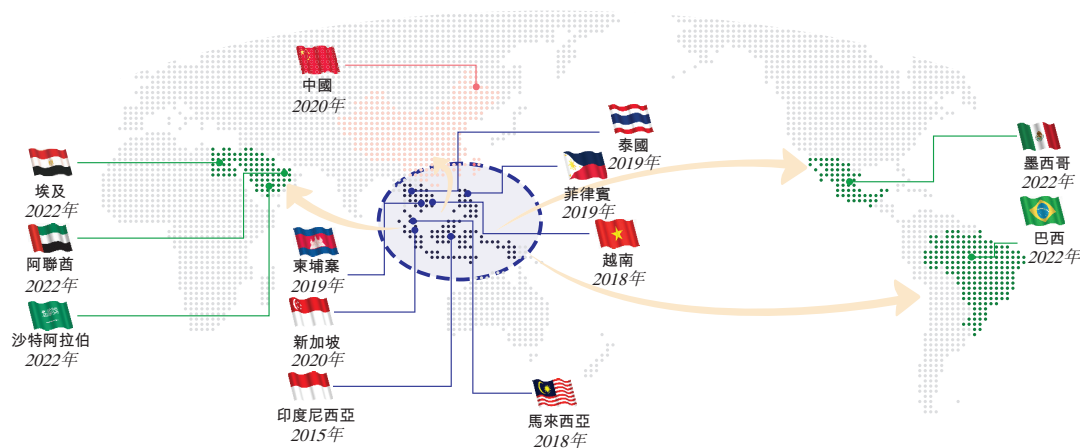 中國
2020年
泰國
2019年
菲律賓
2019年
越南
2018年
埃及
2022年
阿聯酋
2022年
沙特阿拉伯
2022年
柬埔寨
2019年
新加坡
2020年
印度尼西亞
2015年
馬來西亞
2018年
墨西哥
2022年
巴西
2022年